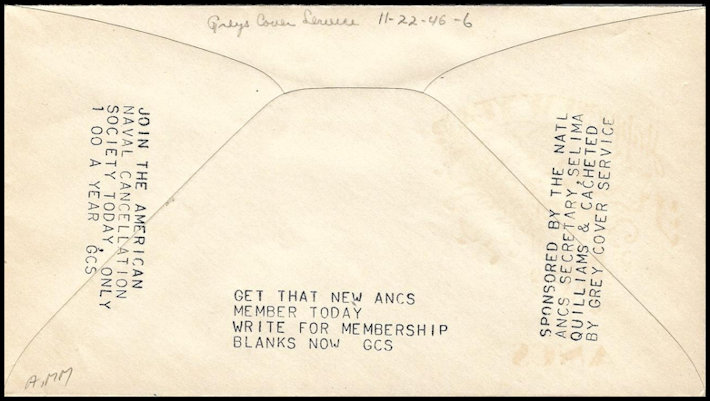 Greys Cover Service 11-22-46-6
JOIN THE AMERICAN
NAVAL CANCELLATION
SOCIETY TODAY, ONLY
1 00 A YEAR GCS
SPONSORED BY THE NATL
ANCS SECRETARY, SELIMA
QUILLIAMS & CACHETED
BY GREY COVER SERVICE
GET THAT NEW ANCS
MEMBER TODAY
WRITE FOR MEMBERSHIP
BLANKS NOW GCS
A,MM
ANCS